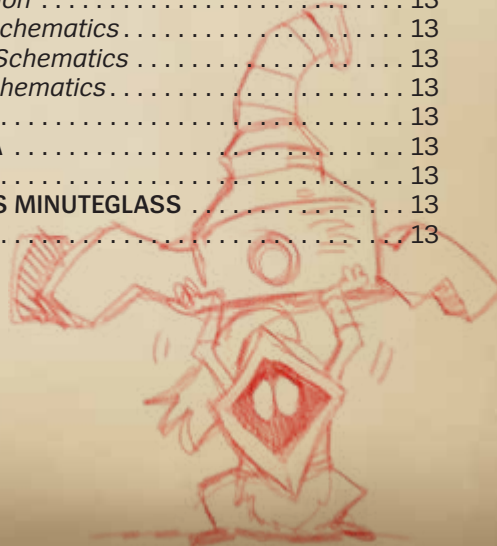 on . . . . . . . . . . . . . . . . . . . . . . . . . . . 13
chematics . . . . . . . . . . . . . . . . . . . . . 13
Schematics . . . . . . . . . . . . . . . . . . . . 13
hematics . . . . . . . . . . . . . . . . . . . . . . 13
. . . . . . . . . . . . . . . . . . . . . . . . . . . . . . 13
. . . . . . . . . . . . . . . . . . . . . . . . . . . . . . 13
. . . . . . . . . . . . . . . . . . . . . . . . . . . . . . 13
S MINUTEGLASS . . . . . . . . . . . . . . . . 13
. . . . . . . . . . . . . . . . . . . . . . . . . . . . . . 13